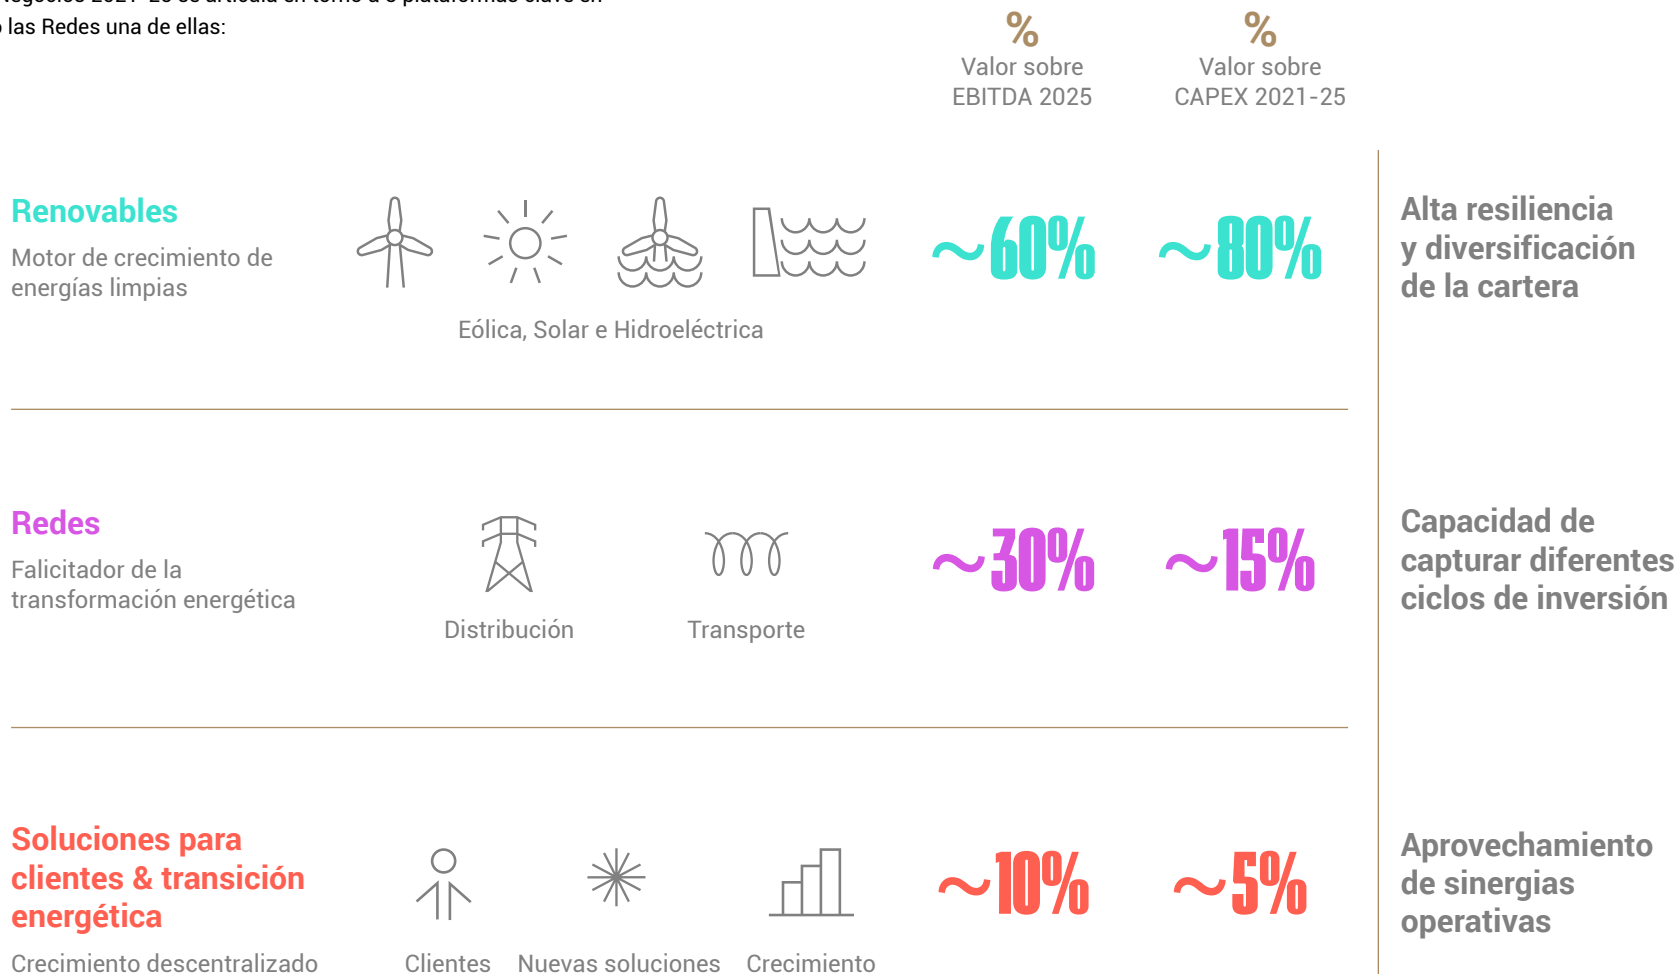 las Redes una de ellas:
%
Valor sobre
EBITDA 2025
%
Valor sobre
CAPEX 2021-25
Renovables
Motor de crecimiento de
energías limpias
Eólica, Solar e Hidroeléctrica
~60%
~80%
Alta resiliencia
y diversificación
de la cartera
Redes
Falicitador de la
transformación energética
Distribución
Transporte
~30%
~15%
Capacidad de
capturar diferentes
ciclos de inversión
Soluciones para
clientes & transición
energética
Crecimiento descentralizado
Clientes
Nuevas soluciones
Crecimiento
~10%
~5%
Aprovechamiento
de sinergias
operativas